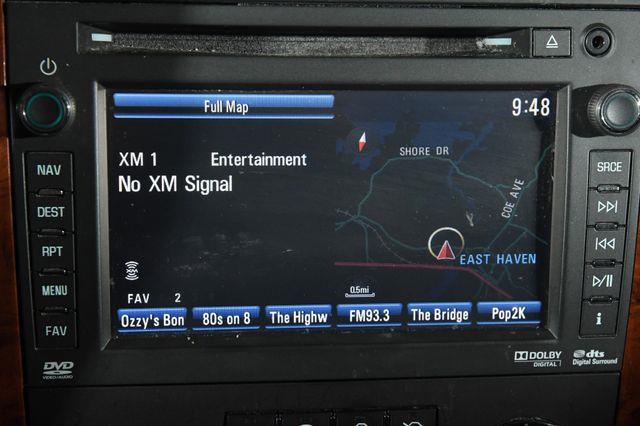 Full Map
9:48
XM 1 Entertainment
No XM Signal
SHORE DR
COE AVE
EAST HAVEN
0.5mi
FAV 2
Ozzy's Bon
80s on 8
The Highw
FM93.3
The Bridge
Pop2K
NAV
DEST
RPT
MENU
FAV
SRCE
i
DVD
VIDEO/AUDIO
DOLBY
DIGITAL
dts
Digital Surround